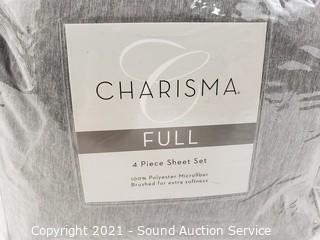 C
CHARISMA®
FULL
4 Piece Sheet Set
100% Polyester Microfiber
Brushed for extra softness
Copyright 2021 - Sound Auction Service